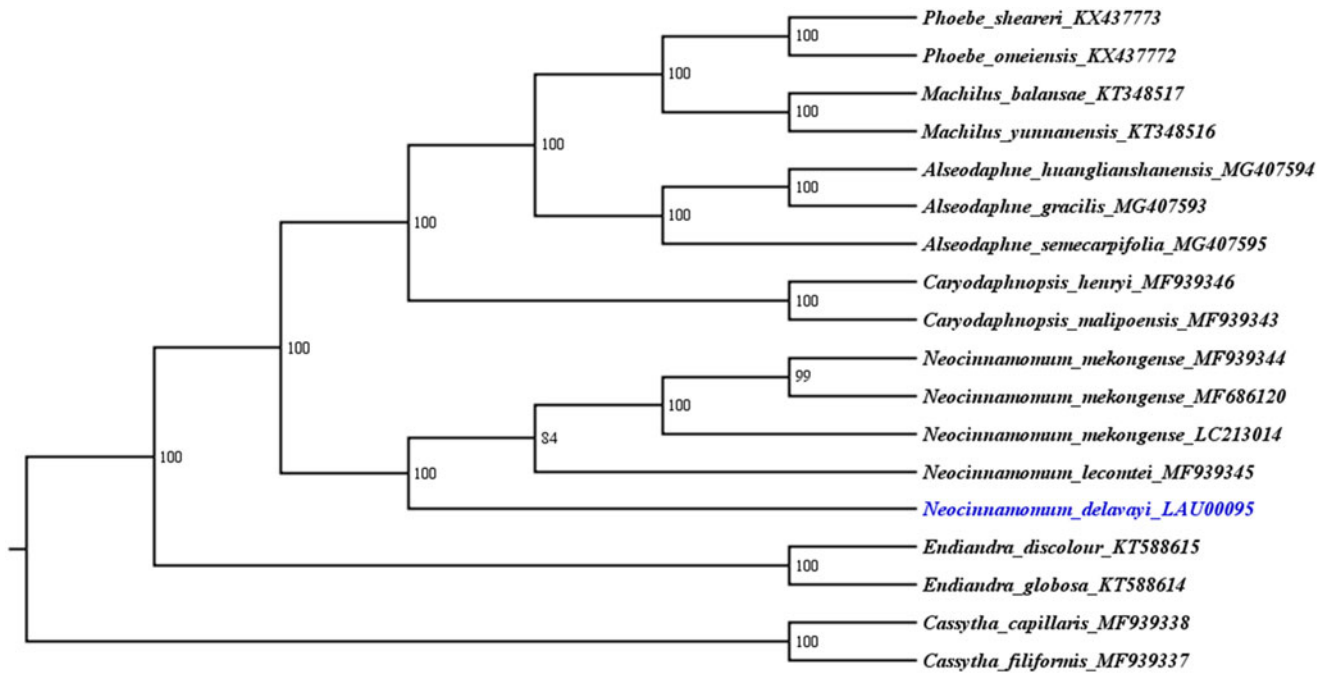 Phoebe_sheareri_KX437773
100
Phoebe_omeiensis_KX437772
100
Machilus_balansae_KT348517
100
Machilus_yunnanensis_KT348516
100
Alseodaphne_huanglianshanensis_MG407594
100
Alseodaphne_gracilis_MG407593
100
Alseodaphne_semecarpifolia_MG407595
100
Caryodaphnopsis_henryi_MF939346
100
Caryodaphnopsis_malipoensis_MF939343
100
Neocinnamomum_mekongense_MF939344
99
Neocinnamomum_mekongense_MF686120
100
Neocinnamomum_mekongense_LC213014
84
Neocinnamomum_lecomtei_MF939345
100
100
Neocinnamomum_delavayi_LAU00095
Endiandra_discolour_KT588615
100
Endiandra_globosa_KT588614
Cassytha_capillaris_MF939338
100
Cassytha_filiformis_MF939337